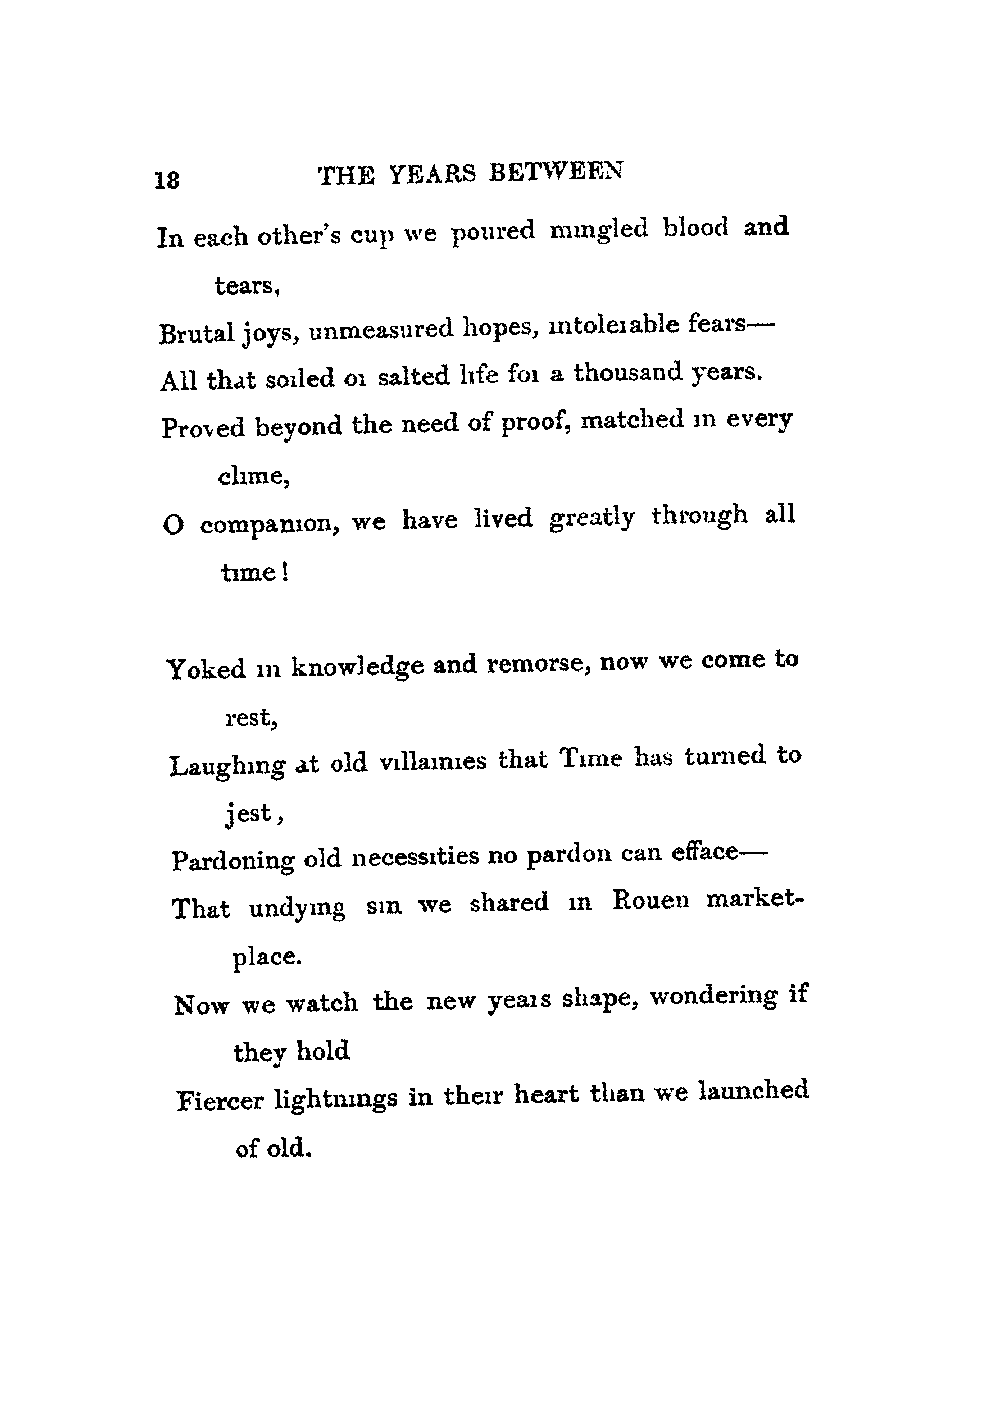 18 THE YEARS BETWEEN
In each other's cup we poured mingled blood and
tears,
Brutal joys, unmeasured hopes, intolerable fears—
All that soiled or salted life for a thousand years.
Proved beyond the need of proof, matched in every
clime,
O companion, we have lived greatly through all
time!
Yoked in knowledge and remorse, now we come to
rest,
Laughing at old villainies that Time has turned to
jest,
Pardoning old necessities no pardon can efface—
That undying sin we shared in Rouen market-
place.
Now we watch the new years shape, wondering if
they hold
Fiercer lightnings in their heart than we launched
of old.